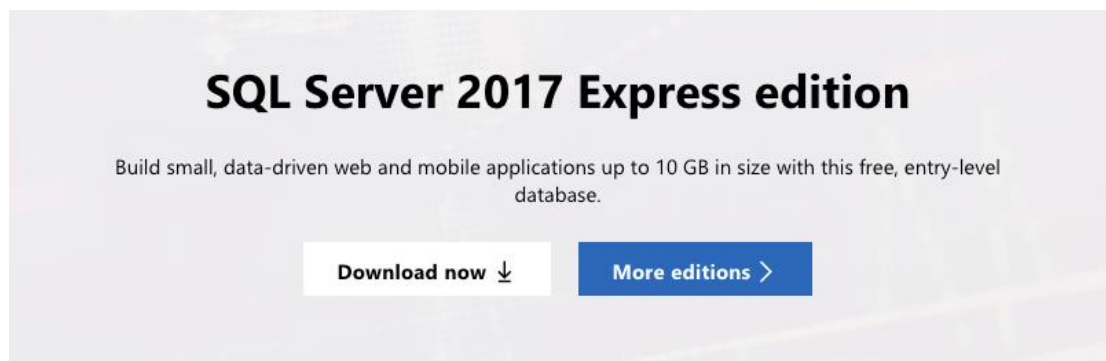 SQL Server 2017 Express edition
Build small, data-driven web and mobile applications up to 10 GB in size with this free, entry-level
database.
Download now
More editions